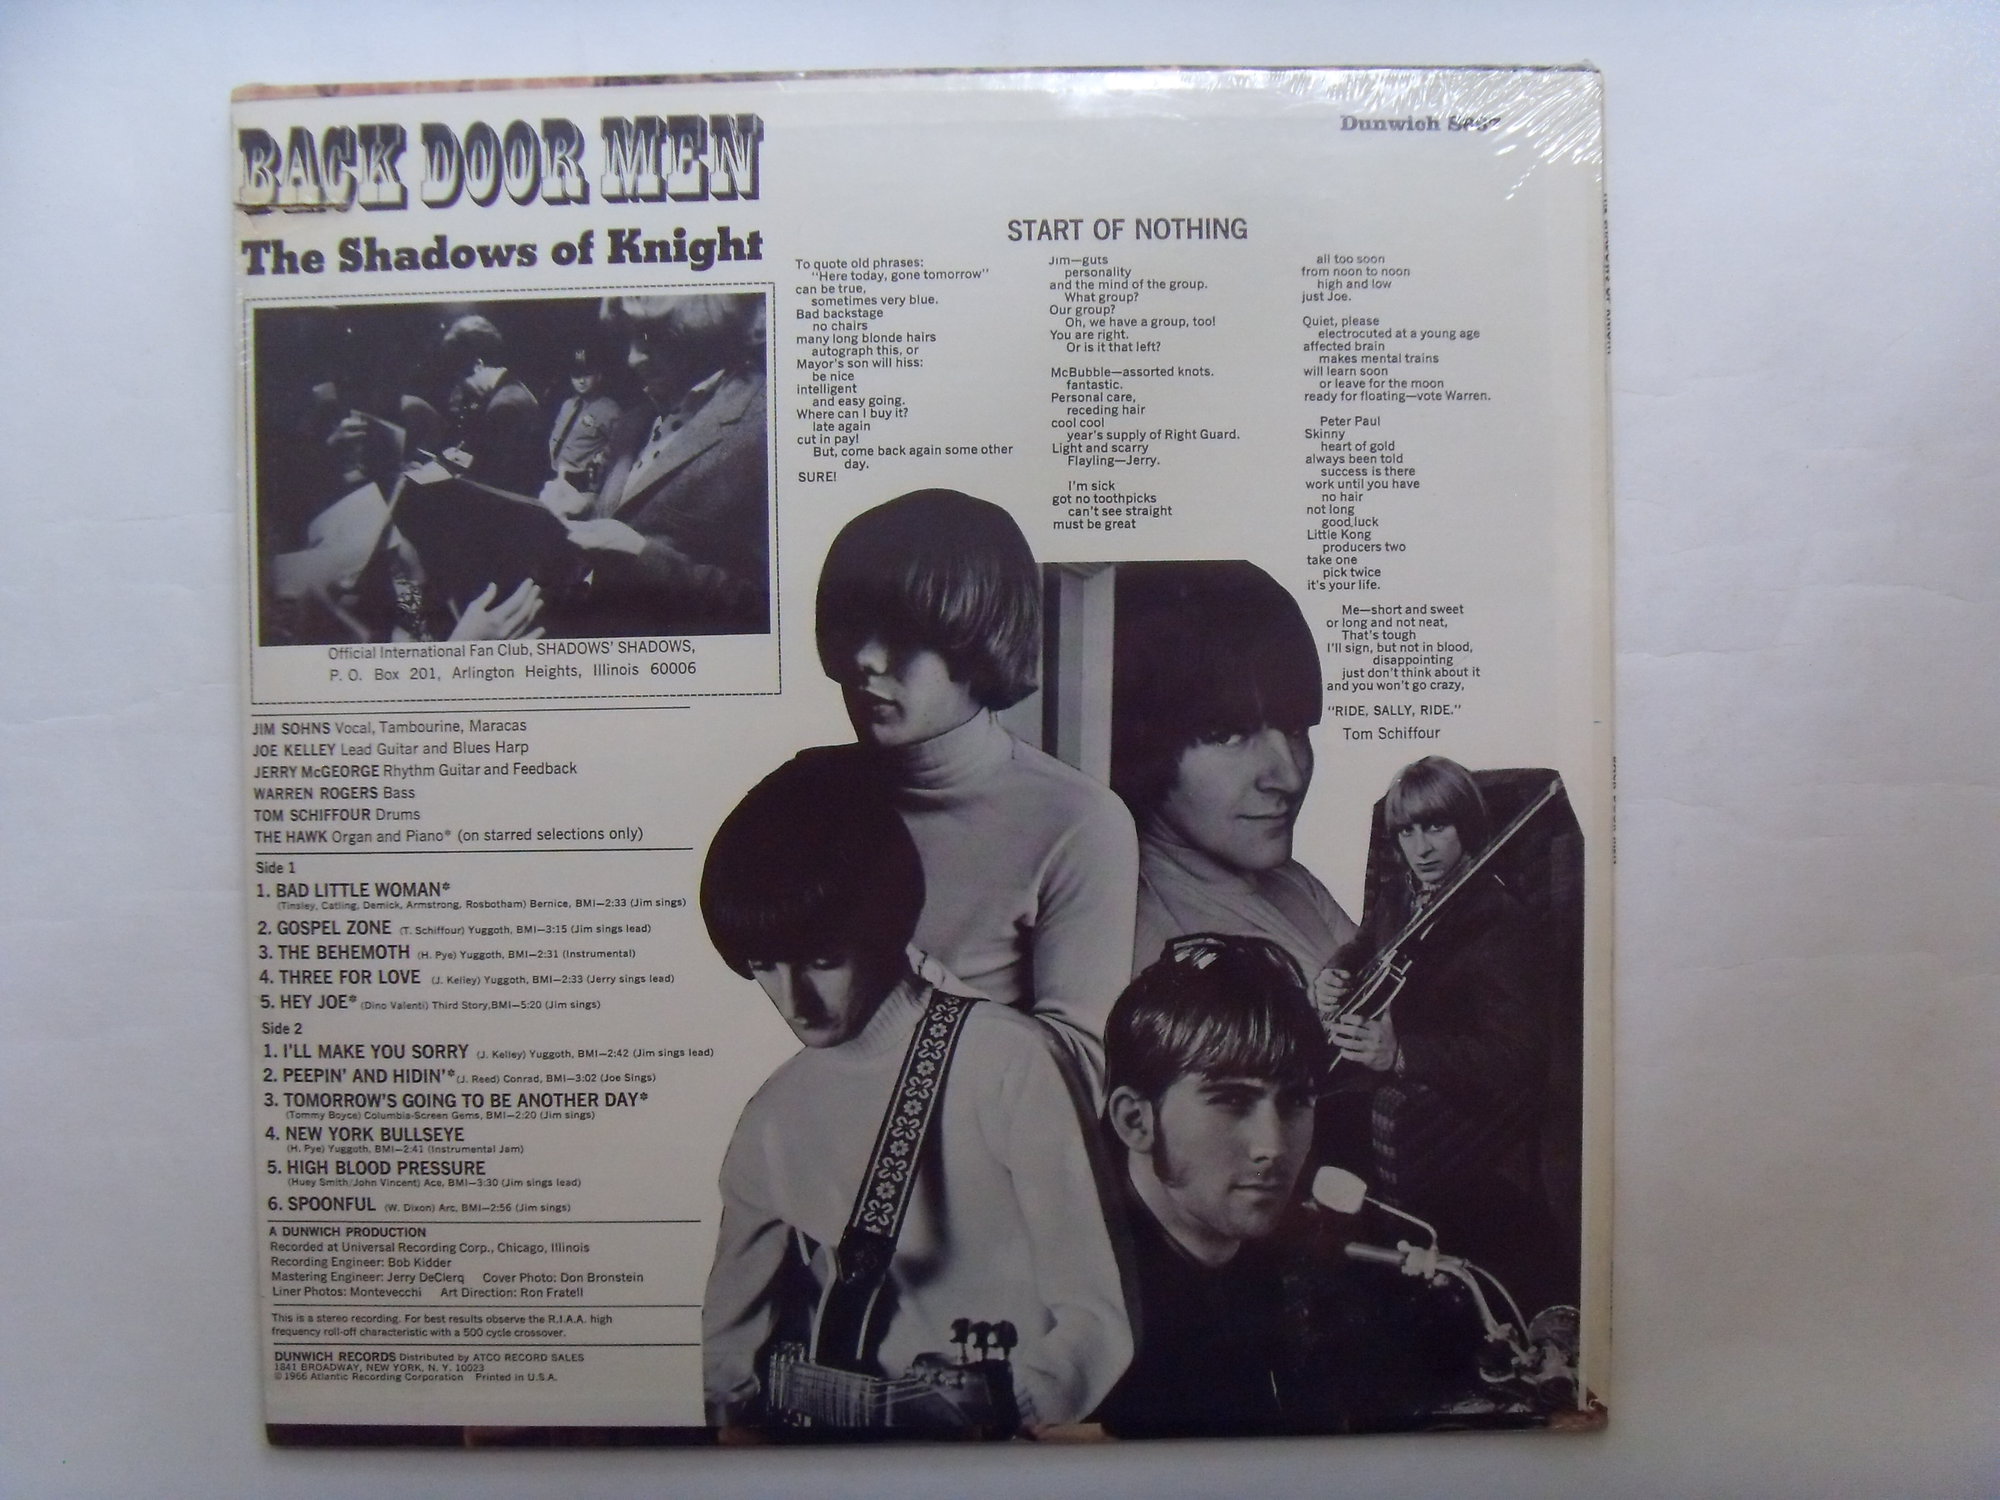 BACK DOOR MEN
The Shadows of Knight
Dunwich
Official International Fan Club, SHADOWS' SHADOWS,
P. O. Box 201, Arlington Heights, Illinois 60006
JIM SOHNS Vocal, Tambourine, Maracas
JOE KELLEY Lead Guitar and Blues Harp
JERRY McGEORGE Rhythm Guitar and Feedback
WARREN ROGERS Bass
TOM SCHIFFOUR Drums
THE HAWK Organ and Piano* (on starred selections only)
Side 1
1. BAD LITTLE WOMAN*
(Tinsley, Catling, Demick, Armstrong, Rosbotham) Bernice, BMI—2:33 (Jim sings)
2. GOSPEL ZONE (T. Schiffour) Yuggoth, BMI—3:15 (Jim sings lead)
3. THE BEHEMOTH (H. Pye) Yuggoth, BMI—2:31 (Instrumental)
4. THREE FOR LOVE (J. Kelley) Yuggoth, BMI—2:33 (Jerry sings lead)
5. HEY JOE* (Dino Valenti) Third Story, BMI—5:20 (Jim sings)
Side 2
1. I'LL MAKE YOU SORRY (J. Kelley) Yuggoth, BMI—2:42 (Jim sings lead)
2. PEEPIN' AND HIDIN'* (J. Reed) Conrad, BMI—3:02 (Joe Sings)
3. TOMORROW'S GOING TO BE ANOTHER DAY*
(Tommy Boyce) Columbia-Screen Gems, BMI—2:20 (Jim sings)
4. NEW YORK BULLSEYE
(H. Pye) Yuggoth, BMI—2:41 (Instrumental Jam)
5. HIGH BLOOD PRESSURE
(Huey Smith/John Vincent) Ace, BMI—3:30 (Jim sings lead)
6. SPOONFUL (W. Dixon) Arc, BMI—2:56 (Jim sings)
A DUNWICH PRODUCTION
Recorded at Universal Recording Corp., Chicago, Illinois
Recording Engineer: Bob Kidder
Mastering Engineer: Jerry DeClerq Cover Photo: Don Bronstein
Liner Photos: Montevecchi Art Direction: Ron Fratell
This is a stereo recording. For best results observe the R.I.A.A. high
frequency roll-off characteristic with a 500 cycle crossover.
DUNWICH RECORDS Distributed by ATCO RECORD SALES
1841 BROADWAY, NEW YORK, N. Y. 10023
© 1966 Atlantic Recording Corporation Printed in U.S.A.
START OF NOTHING
To quote old phrases:
"Here today, gone tomorrow"
can be true,
sometimes very blue.
Bad backstage
no chairs
many long blonde hairs
autograph this, or
Mayor's son will hiss:
be nice
intelligent
and easy going.
Where can I buy it?
late again
cut in pay!
But, come back again some other
day.
SURE!
Jim—guts
personality
and the mind of the group.
What group?
Our group?
Oh, we have a group, too!
You are right.
Or is it that left?
McBubble—assorted knots.
fantastic.
Personal care,
receding hair
cool cool
year's supply of Right Guard.
Light and scarry
Flayling—Jerry.
I'm sick
got no toothpicks
can't see straight
must be great
all too soon
from noon to noon
high and low
just Joe.
Quiet, please
electrocuted at a young age
affected brain
makes mental trains
will learn soon
or leave for the moon
ready for floating—vote Warren.
Peter Paul
Skinny
heart of gold
always been told
success is there
work until you have
no hair
not long
good luck
Little Kong
producers two
take one
pick twice
it's your life.
Me—short and sweet
or long and not neat,
That's tough
I'll sign, but not in blood,
disappointing
just don't think about it
and you won't go crazy,
"RIDE, SALLY, RIDE."
Tom Schiffour